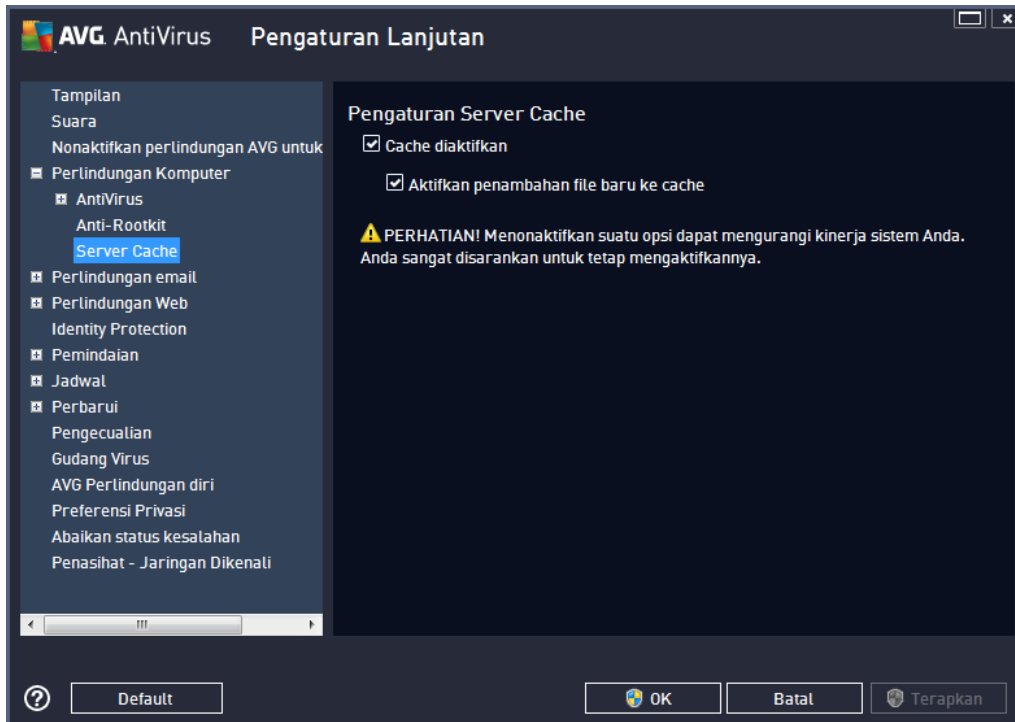 AVG AntiVirus Pengaturan Lanjutan
Tampilan
Suara
Nonaktifkan perlindungan AVG untuk
Perlindungan Komputer
AntiVirus
Anti-Rootkit
Server Cache
Perlindungan email
Perlindungan Web
Identity Protection
Pemindaian
Jadwal
Perbarui
Pengecualian
Gudang Virus
AVG Perlindungan diri
Preferensi Privasi
Abaikan status kesalahan
Penasihat - Jaringan Dikenali
Pengaturan Server Cache
Cache diaktifkan
Aktifkan penambahan file baru ke cache
PERHATIAN! Menonaktifkan suatu opsi dapat mengurangi kinerja sistem Anda.
Anda sangat disarankan untuk tetap mengaktifkannya.
Default
OK
Batal
Terapkan